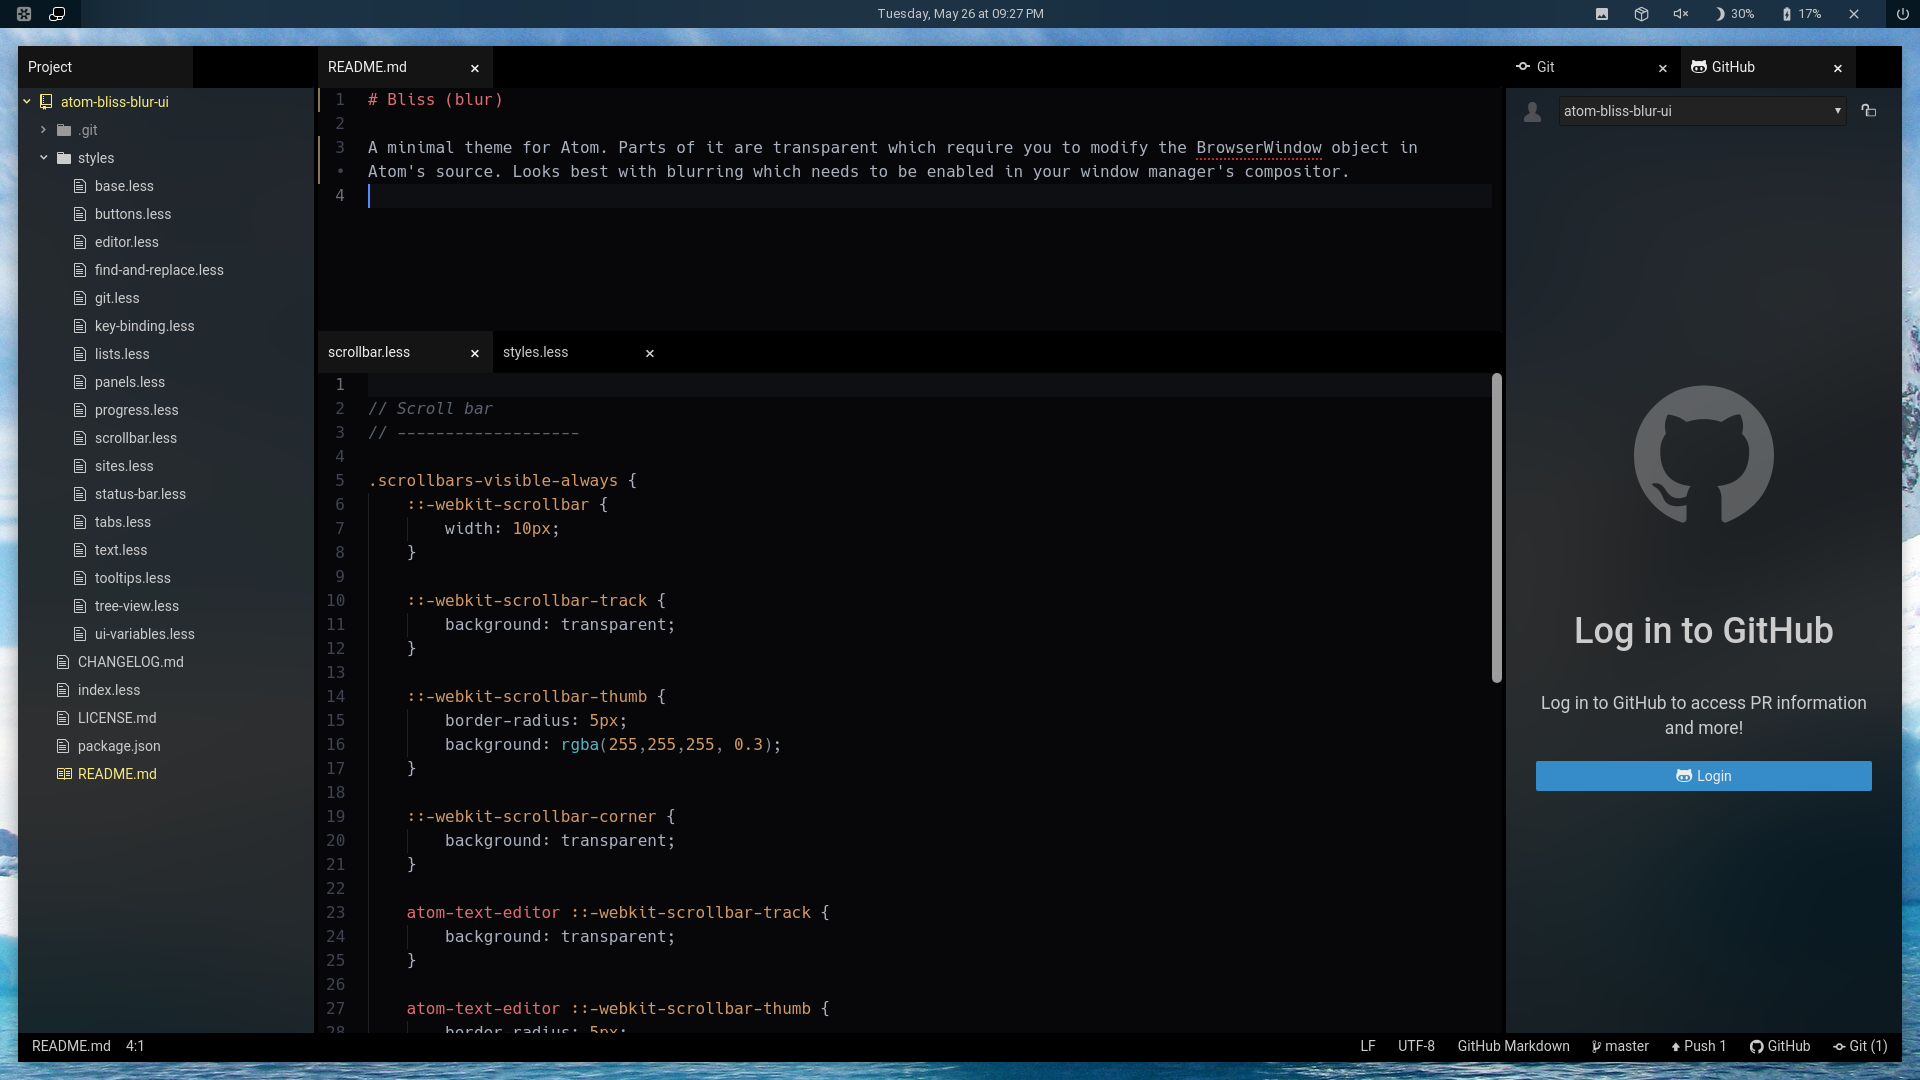 Tuesday, May 26 at 09:27 PM
30%
17%
Project
atom-bliss-blur-ui
.git
styles
base.less
buttons.less
editor.less
find-and-replace.less
git.less
key-binding.less
lists.less
panels.less
progress.less
scrollbar.less
sites.less
status-bar.less
tabs.less
text.less
tooltips.less
tree-view.less
ui-variables.less
CHANGELOG.md
index.less
LICENSE.md
package.json
README.md
README.md
1 # Bliss (blur)
2
3 A minimal theme for Atom. Parts of it are transparent which require you to modify the BrowserWindow object in
• Atom's source. Looks best with blurring which needs to be enabled in your window manager's compositor.
4
scrollbar.less
styles.less
1
2 // Scroll bar
3 // -------------------
4
5 .scrollbars-visible-always {
6 ::-webkit-scrollbar {
7 width: 10px;
8 }
9
10 ::-webkit-scrollbar-track {
11 background: transparent;
12 }
13
14 ::-webkit-scrollbar-thumb {
15 border-radius: 5px;
16 background: rgba(255,255,255, 0.3);
17 }
18
19 ::-webkit-scrollbar-corner {
20 background: transparent;
21 }
22
23 atom-text-editor ::-webkit-scrollbar-track {
24 background: transparent;
25 }
26
27 atom-text-editor ::-webkit-scrollbar-thumb {
28 border-radius: 5px;
Git
GitHub
atom-bliss-blur-ui
Log in to GitHub
Log in to GitHub to access PR information
and more!
Login
README.md 4:1
LF UTF-8 GitHub Markdown master Push 1 GitHub Git (1)